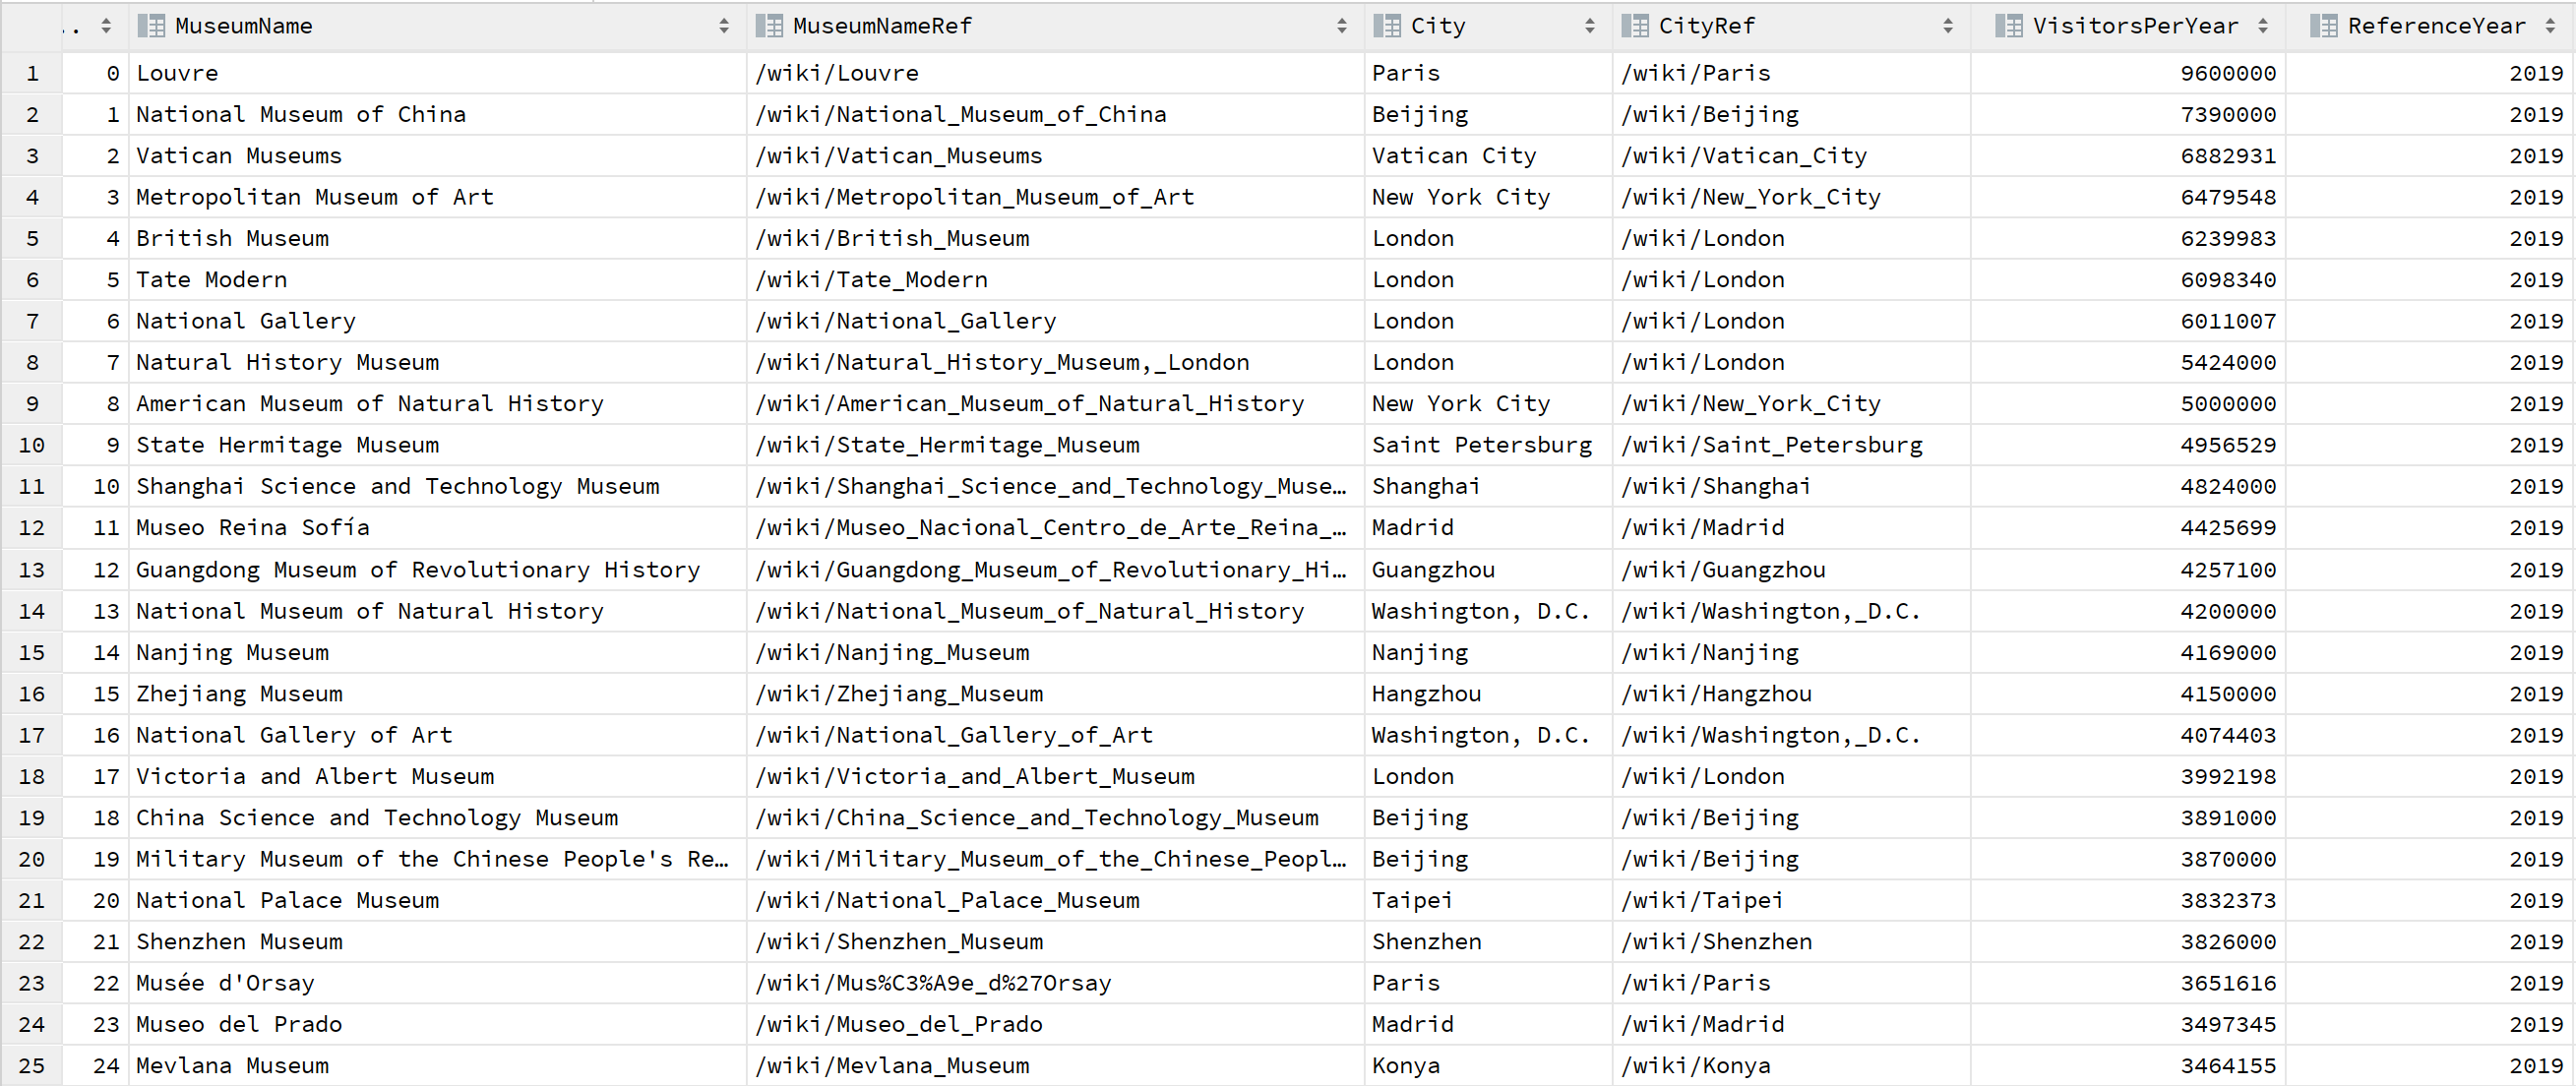 .. MuseumName MuseumNameRef City CityRef VisitorsPerYear ReferenceYear
1 0 Louvre /wiki/Louvre Paris /wiki/Paris 9600000 2019
2 1 National Museum of China /wiki/National_Museum_of_China Beijing /wiki/Beijing 7390000 2019
3 2 Vatican Museums /wiki/Vatican_Museums Vatican City /wiki/Vatican_City 6882931 2019
4 3 Metropolitan Museum of Art /wiki/Metropolitan_Museum_of_Art New York City /wiki/New_York_City 6479548 2019
5 4 British Museum /wiki/British_Museum London /wiki/London 6239983 2019
6 5 Tate Modern /wiki/Tate_Modern London /wiki/London 6098340 2019
7 6 National Gallery /wiki/National_Gallery London /wiki/London 6011007 2019
8 7 Natural History Museum /wiki/Natural_History_Museum,_London London /wiki/London 5424000 2019
9 8 American Museum of Natural History /wiki/American_Museum_of_Natural_History New York City /wiki/New_York_City 5000000 2019
10 9 State Hermitage Museum /wiki/State_Hermitage_Museum Saint Petersburg /wiki/Saint_Petersburg 4956529 2019
11 10 Shanghai Science and Technology Museum /wiki/Shanghai_Science_and_Technology_Muse… Shanghai /wiki/Shanghai 4824000 2019
12 11 Museo Reina Sofía /wiki/Museo_Nacional_Centro_de_Arte_Reina_… Madrid /wiki/Madrid 4425699 2019
13 12 Guangdong Museum of Revolutionary History /wiki/Guangdong_Museum_of_Revolutionary_Hi… Guangzhou /wiki/Guangzhou 4257100 2019
14 13 National Museum of Natural History /wiki/National_Museum_of_Natural_History Washington, D.C. /wiki/Washington,_D.C. 4200000 2019
15 14 Nanjing Museum /wiki/Nanjing_Museum Nanjing /wiki/Nanjing 4169000 2019
16 15 Zhejiang Museum /wiki/Zhejiang_Museum Hangzhou /wiki/Hangzhou 4150000 2019
17 16 National Gallery of Art /wiki/National_Gallery_of_Art Washington, D.C. /wiki/Washington,_D.C. 4074403 2019
18 17 Victoria and Albert Museum /wiki/Victoria_and_Albert_Museum London /wiki/London 3992198 2019
19 18 China Science and Technology Museum /wiki/China_Science_and_Technology_Museum Beijing /wiki/Beijing 3891000 2019
20 19 Military Museum of the Chinese People's Re… /wiki/Military_Museum_of_the_Chinese_Peopl… Beijing /wiki/Beijing 3870000 2019
21 20 National Palace Museum /wiki/National_Palace_Museum Taipei /wiki/Taipei 3832373 2019
22 21 Shenzhen Museum /wiki/Shenzhen_Museum Shenzhen /wiki/Shenzhen 3826000 2019
23 22 Musée d'Orsay /wiki/Mus%C3%A9e_d%27Orsay Paris /wiki/Paris 3651616 2019
24 23 Museo del Prado /wiki/Museo_del_Prado Madrid /wiki/Madrid 3497345 2019
25 24 Mevlana Museum /wiki/Mevlana_Museum Konya /wiki/Konya 3464155 2019